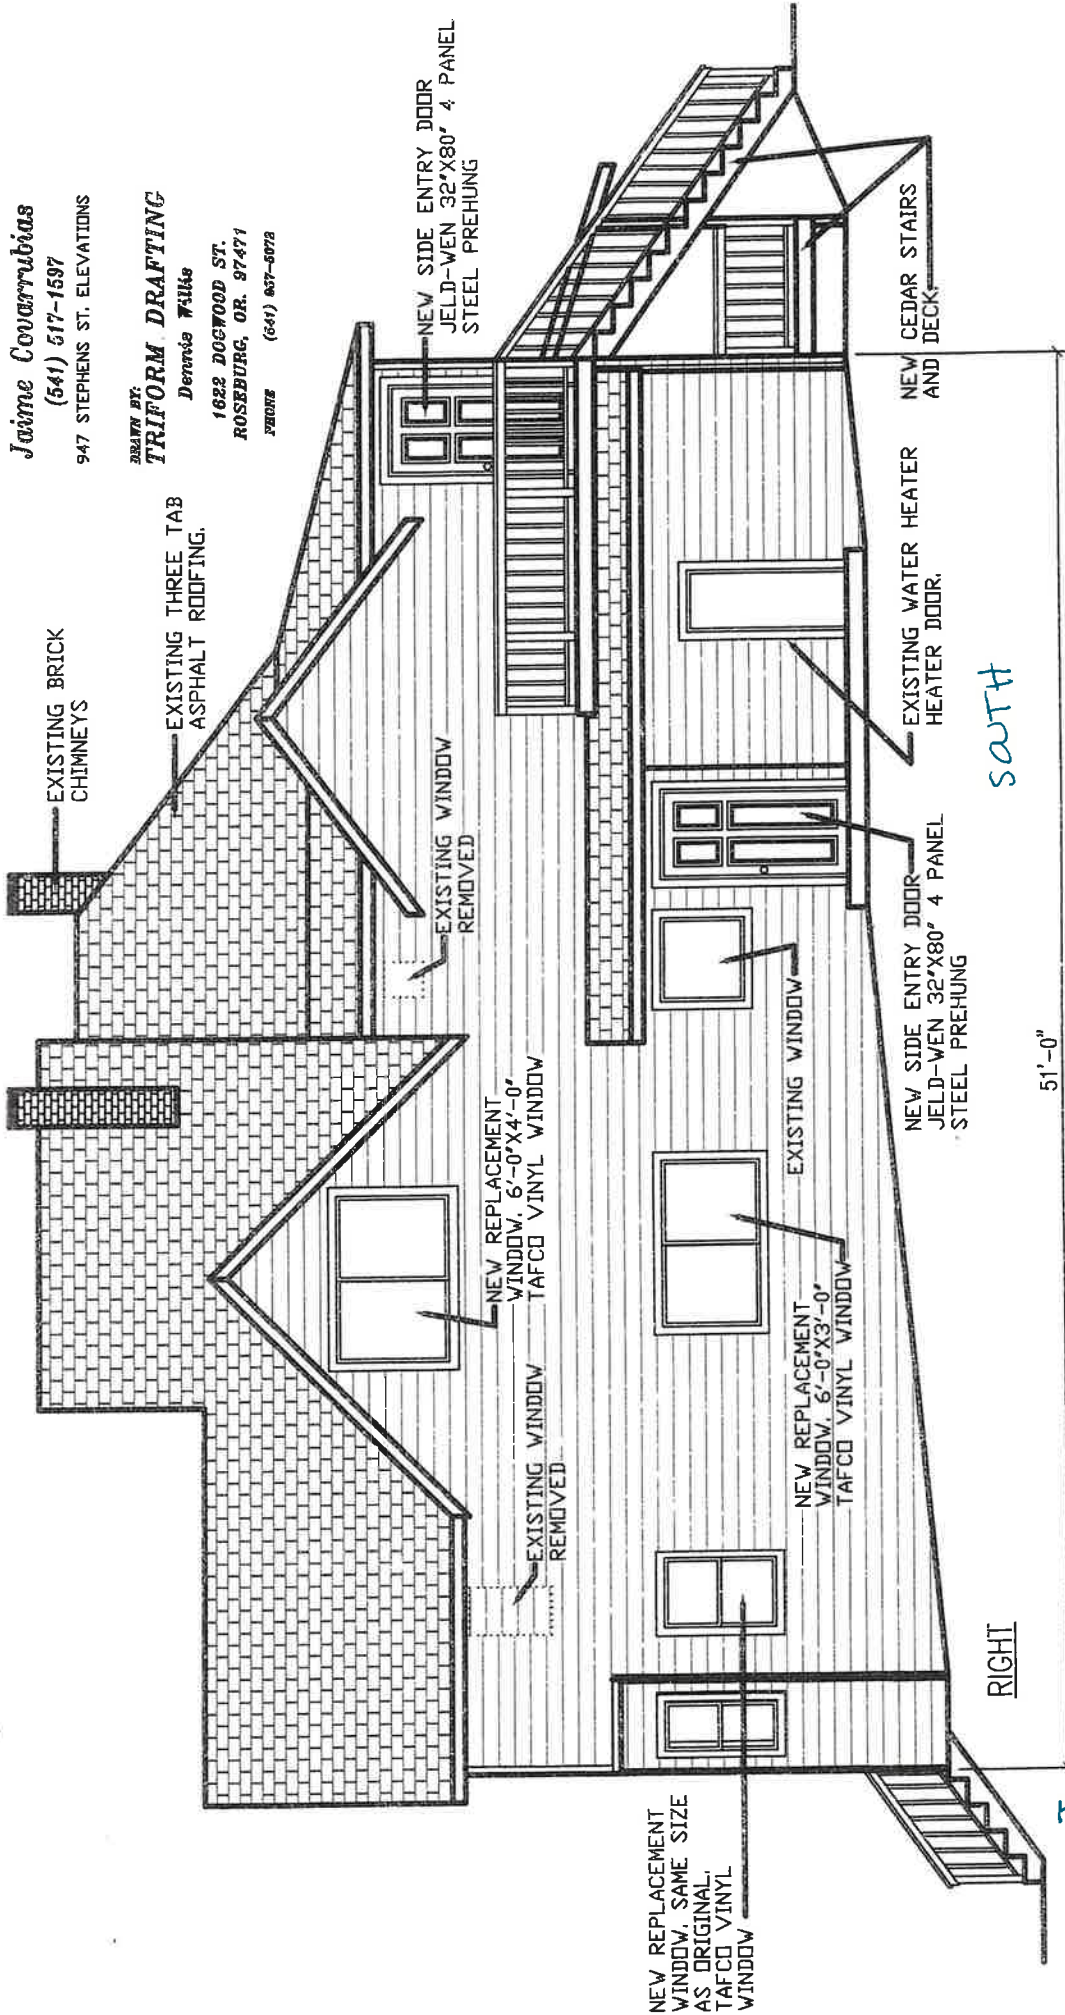 Jaime Covarrubias
(541) 517-1597
947 STEPHENS ST. ELEVATIONS
DRAWN BY:
TRIFORM DRAFTING
Dennis Willis
1622 DOGWOOD ST.
ROSEBURG, OR. 97471
PHONE (541) 957-5072
EXISTING BRICK
CHIMNEYS
EXISTING THREE TAB
ASPHALT ROOFING.
NEW SIDE ENTRY DOOR
JELD-WEN 32"X80" 4 PANEL
STEEL PREHUNG
EXISTING WINDOW
REMOVED
NEW REPLACEMENT
WINDOW, 6'-0"X4'-0"
TAFCO VINYL WINDOW
EXISTING WINDOW
REMOVED
NEW REPLACEMENT
WINDOW, SAME SIZE
AS ORIGINAL,
TAFCO VINYL
WINDOW
NEW REPLACEMENT
WINDOW, 6'-0"X3'-0"
TAFCO VINYL WINDOW
EXISTING WINDOW
NEW SIDE ENTRY DOOR
JELD-WEN 32"X80" 4 PANEL
STEEL PREHUNG
EXISTING WATER HEATER
HEATER DOOR.
NEW CEDAR STAIRS
AND DECK.
RIGHT
SOUTH
51'-0"